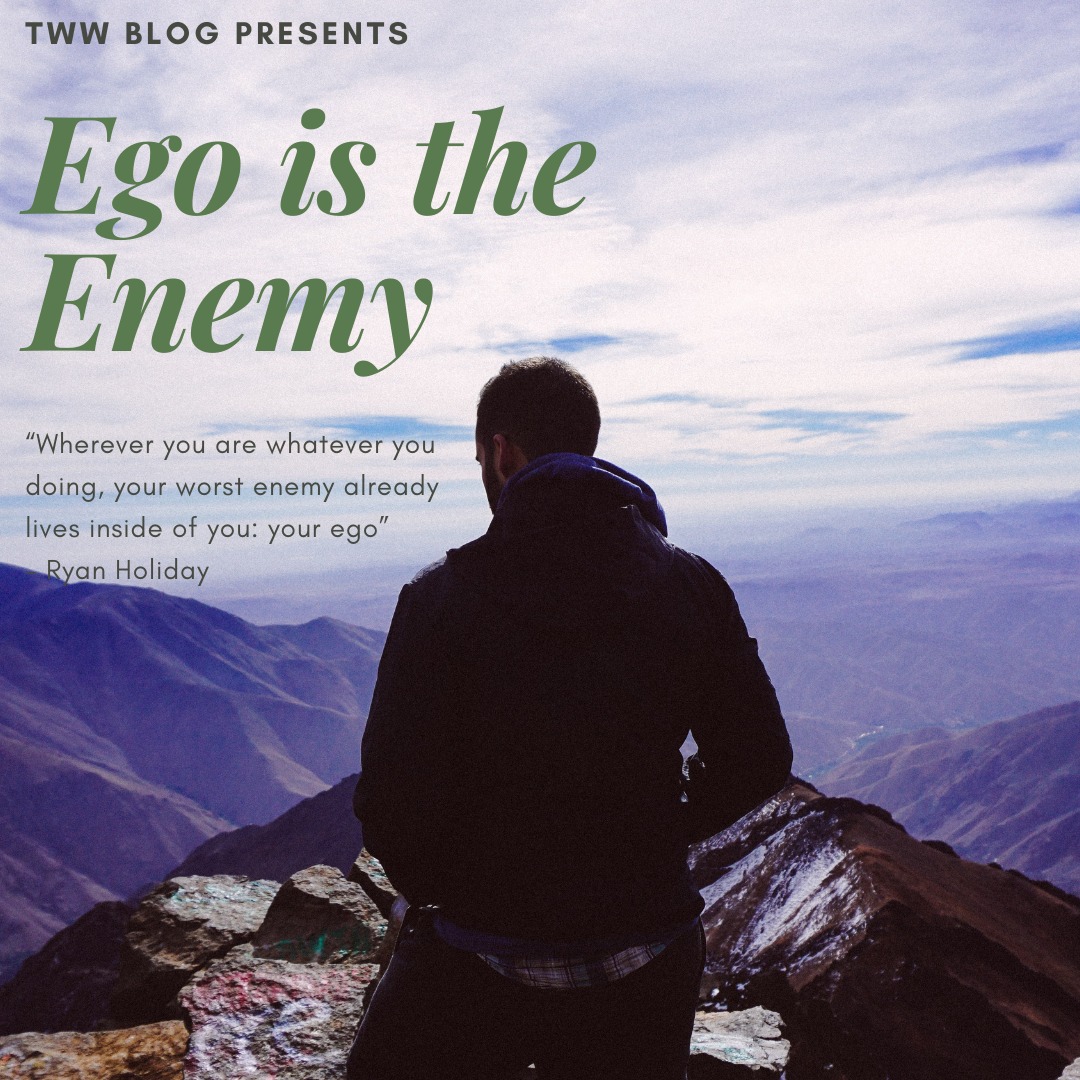 TWW BLOG PRESENTS
Ego is the
Enemy
“Wherever you are whatever you
doing, your worst enemy already
lives inside of you: your ego”
Ryan Holiday